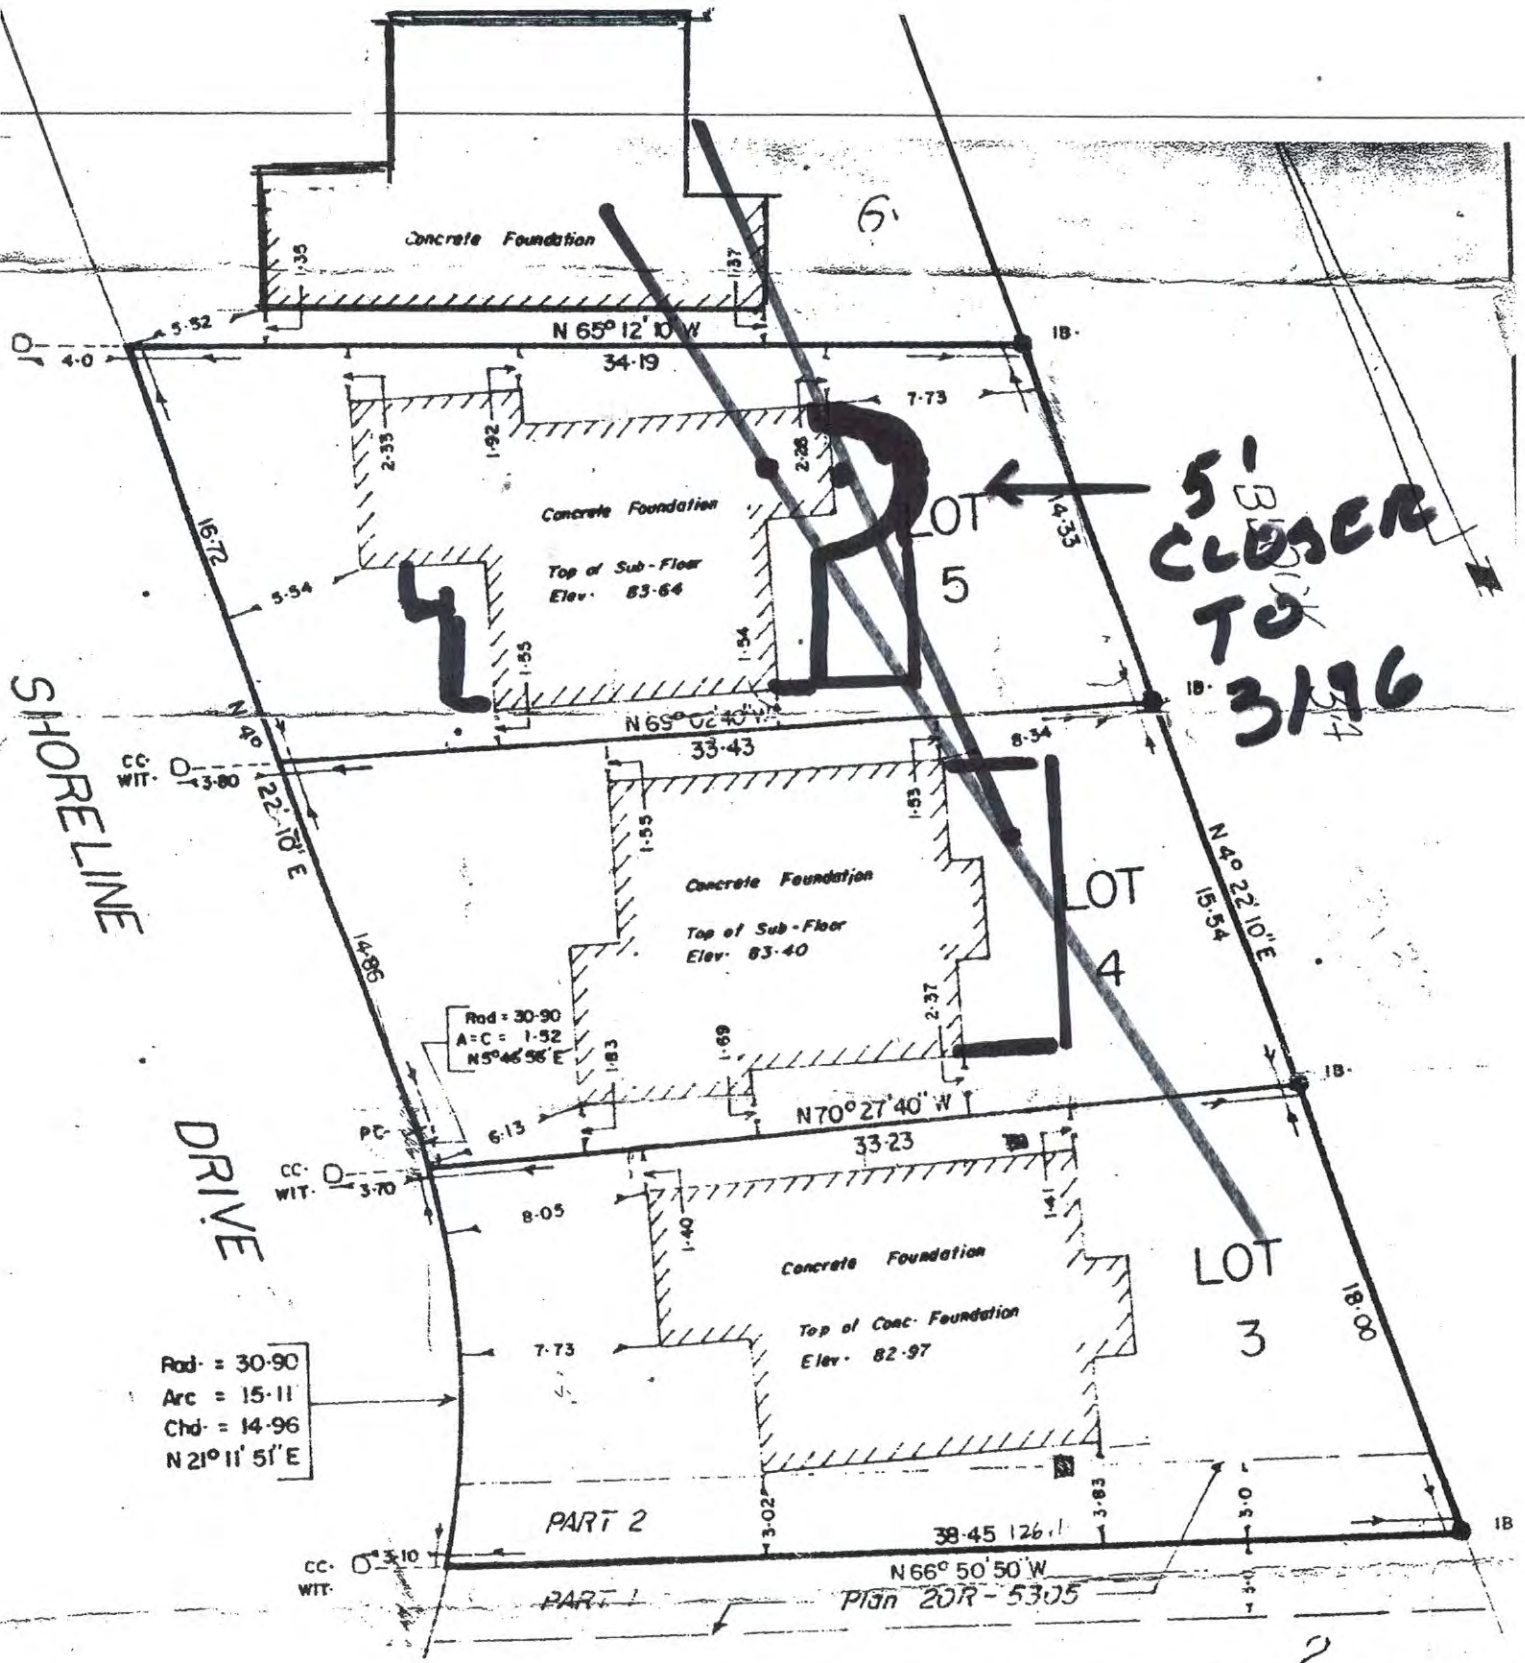 6.
Concrete Foundation
1·35
1·37
5·52
N 65° 12' 10" W
34·19
IB·
4·0
7·73
2·33
1·92
2·28
Concrete Foundation
Top of Sub-Floor
Elev· 83·64
LOT
5
14·33
5'
CLOSER
TO
3196
16·72
5·54
1·55
1·54
N 69° 02' 40" W
33·43
IB·
8·34
SHORELINE
DRIVE
N 4°
22' 10" E
CC·
WIT·
3·80
1·55
1·53
Concrete Foundation
Top of Sub-Floor
Elev· 83·40
LOT
4
N 4° 22' 10" E
15·54
14·86
Rad = 30·90
A=C = 1·52
N5° 46' 56" E
1·83
1·69
2·37
PC·
6·13
N 70° 27' 40" W
33·23
IB·
CC·
WIT·
3·70
8·05
1·40
1·41
Concrete Foundation
Top of Conc· Foundation
Elev· 82·97
LOT
3
18·00
7·73
Rad· = 30·90
Arc = 15·11
Chd· = 14·96
N 21° 11' 51" E
PART 2
3·02
3·83
3·0
38·45 126.1
IB
N 66° 50' 50" W
CC·
WIT·
3·10
PART 1
Plan 20R-5305
3·0